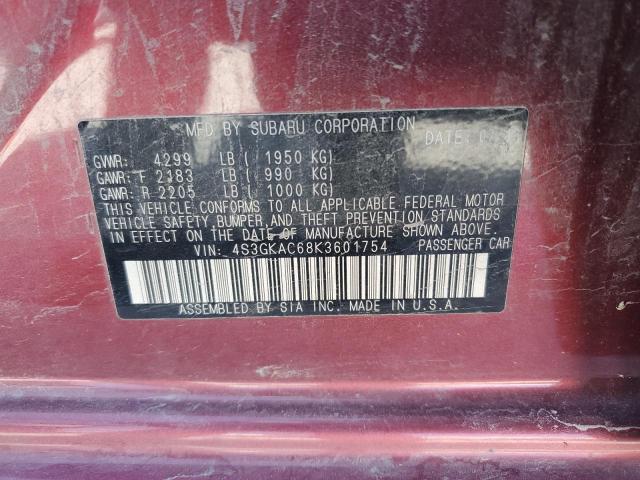 MFD BY SUBARU CORPORATION DATE:
GVWR: 4299 LB ( 1950 KG)
GAWR: F 2183 LB ( 990 KG)
GAWR: R 2205 LB ( 1000 KG)
THIS VEHICLE CONFORMS TO ALL APPLICABLE FEDERAL MOTOR
VEHICLE SAFETY, BUMPER, AND THEFT PREVENTION STANDARDS
IN EFFECT ON THE DATE OF MANUFACTURE SHOWN ABOVE.
VIN: 4S3GKAC68K3601754 PASSENGER CAR
ASSEMBLED BY SIA INC. MADE IN U.S.A.